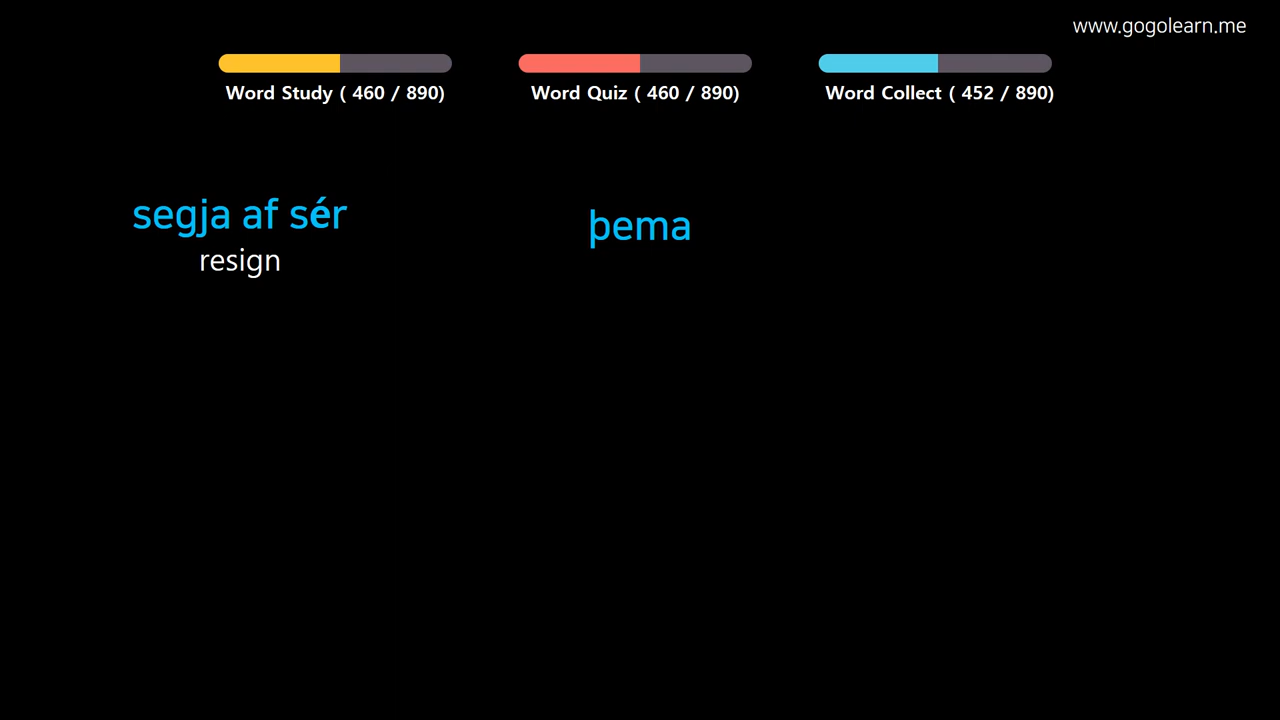 www.gogolearn.me
Word Study ( 460 / 890)
Word Quiz ( 460 / 890)
Word Collect ( 452 / 890)
segja af sér
resign
þema